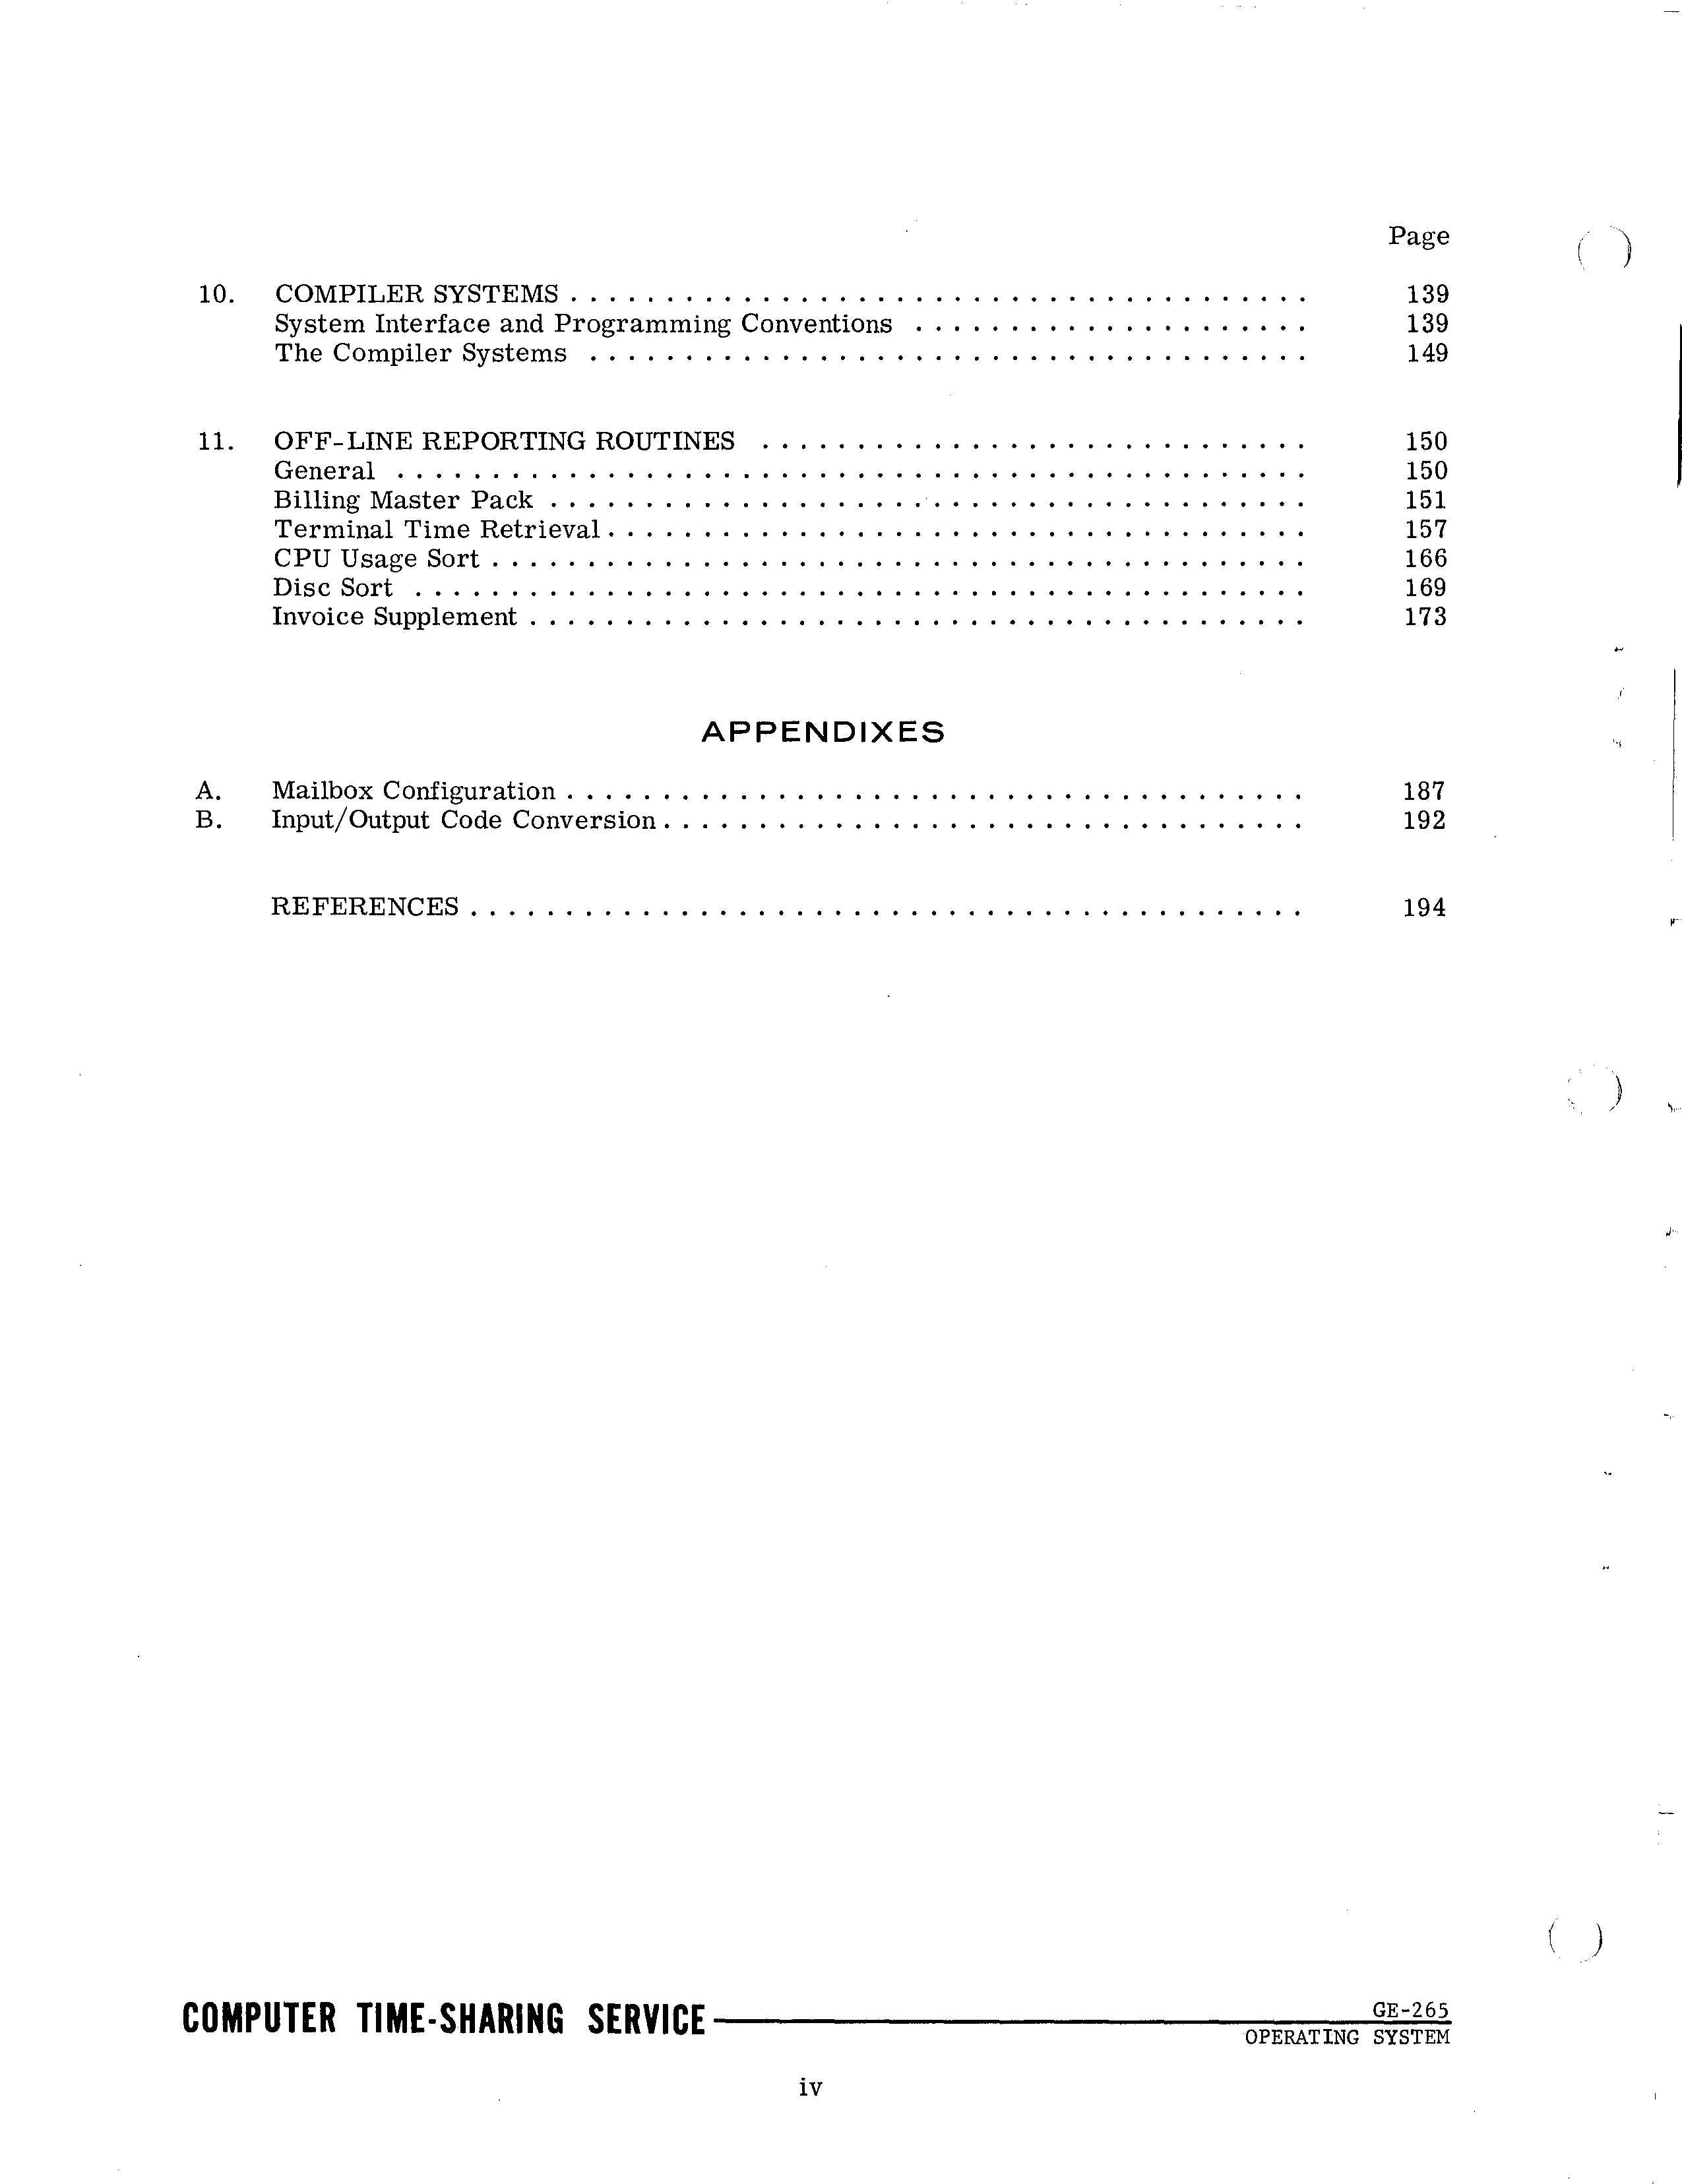 Page
10. COMPILER SYSTEMS . . . . . . . . . . . . . . . . . . . . . . . . . . . . . . . . . . . . . . . 139
System Interface and Programming Conventions . . . . . . . . . . . . . . . . . . . . . 139
The Compiler Systems . . . . . . . . . . . . . . . . . . . . . . . . . . . . . . . . . . . . . . 149
11. OFF-LINE REPORTING ROUTINES . . . . . . . . . . . . . . . . . . . . . . . . . . . . . 150
General . . . . . . . . . . . . . . . . . . . . . . . . . . . . . . . . . . . . . . . . . . . . . . . . 150
Billing Master Pack . . . . . . . . . . . . . . . . . . . . . . . . . . . . . . . . . . . . . . . . 151
Terminal Time Retrieval . . . . . . . . . . . . . . . . . . . . . . . . . . . . . . . . . . . . . 157
CPU Usage Sort . . . . . . . . . . . . . . . . . . . . . . . . . . . . . . . . . . . . . . . . . . . 166
Disc Sort . . . . . . . . . . . . . . . . . . . . . . . . . . . . . . . . . . . . . . . . . . . . . . . 169
Invoice Supplement . . . . . . . . . . . . . . . . . . . . . . . . . . . . . . . . . . . . . . . . . 173
APPENDIXES
A. Mailbox Configuration . . . . . . . . . . . . . . . . . . . . . . . . . . . . . . . . . . . . . . . 187
B. Input/Output Code Conversion . . . . . . . . . . . . . . . . . . . . . . . . . . . . . . . . . . 192
REFERENCES . . . . . . . . . . . . . . . . . . . . . . . . . . . . . . . . . . . . . . . . . . . . 194
COMPUTER TIME-SHARING SERVICE
GE-265
OPERATING SYSTEM
iv